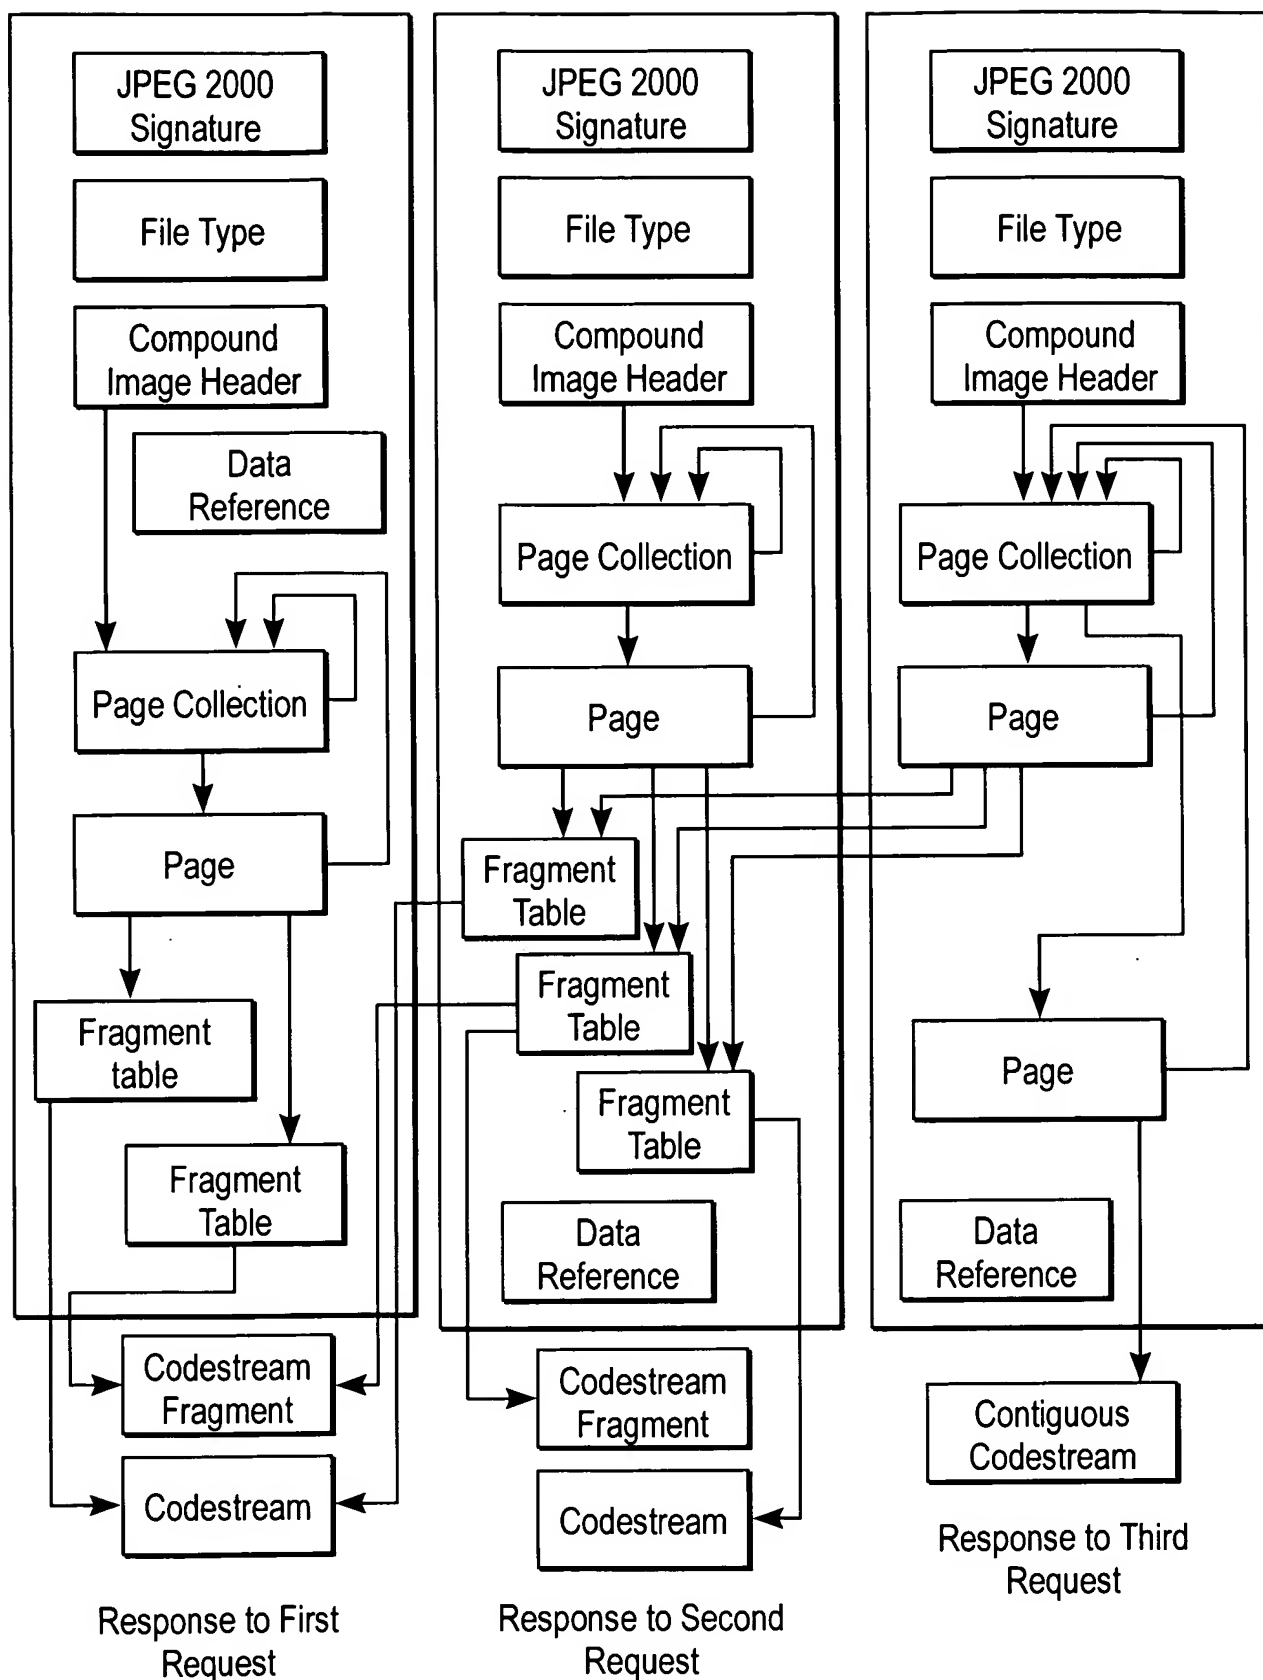 JPEG 2000
Signature
File Type
Compound
Image Header
Data
Reference
Page Collection
Page
Fragment
table
Fragment
Table
Codestream
Fragment
Codestream
Response to First
Request
JPEG 2000
Signature
File Type
Compound
Image Header
Page Collection
Page
Fragment
Table
Fragment
Table
Fragment
Table
Data
Reference
Codestream
Fragment
Codestream
Response to Second
Request
JPEG 2000
Signature
File Type
Compound
Image Header
Page Collection
Page
Page
Data
Reference
Contiguous
Codestream
Response to Third
Request